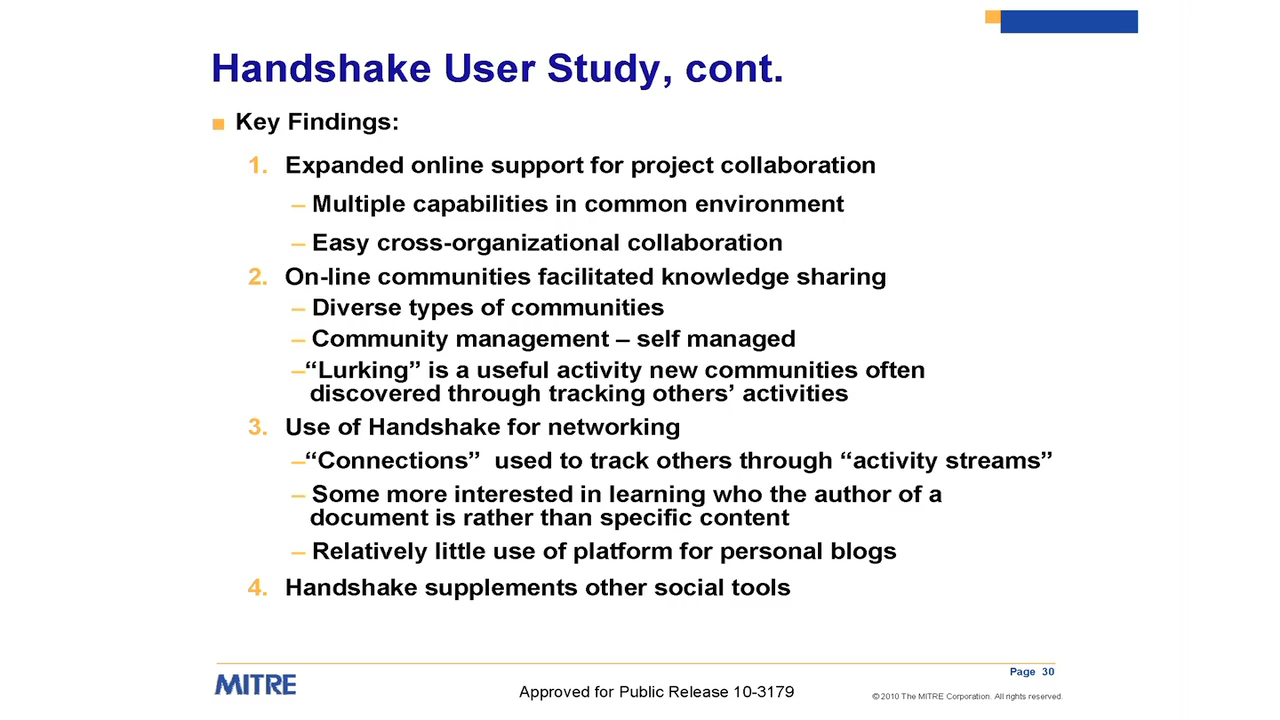 Handshake User Study, cont.
■ Key Findings:
1. Expanded online support for project collaboration
– Multiple capabilities in common environment
– Easy cross-organizational collaboration
2. On-line communities facilitated knowledge sharing
– Diverse types of communities
– Community management – self managed
–“Lurking” is a useful activity new communities often
discovered through tracking others’ activities
3. Use of Handshake for networking
–“Connections”  used to track others through “activity streams”
– Some more interested in learning who the author of a
document is rather than specific content
– Relatively little use of platform for personal blogs
4. Handshake supplements other social tools
Page 30
MITRE
Approved for Public Release 10-3179
© 2010 The MITRE Corporation. All rights reserved.